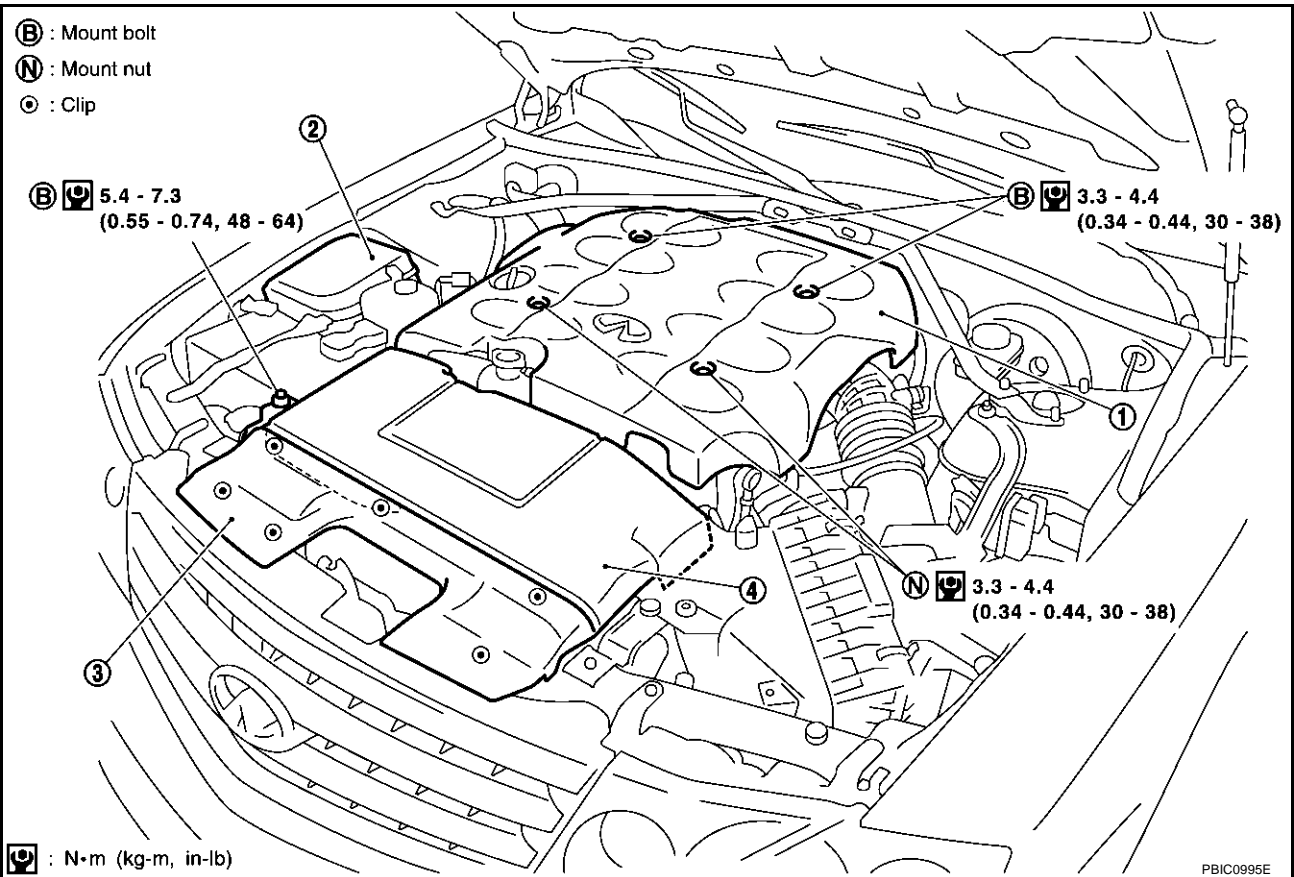 B : Mount bolt
N : Mount nut
: Clip
2
B 5.4 - 7.3
(0.55 - 0.74, 48 - 64)
B 3.3 - 4.4
(0.34 - 0.44, 30 - 38)
1
N 3.3 - 4.4
(0.34 - 0.44, 30 - 38)
4
3
: N•m (kg-m, in-lb)
PBIC0995E